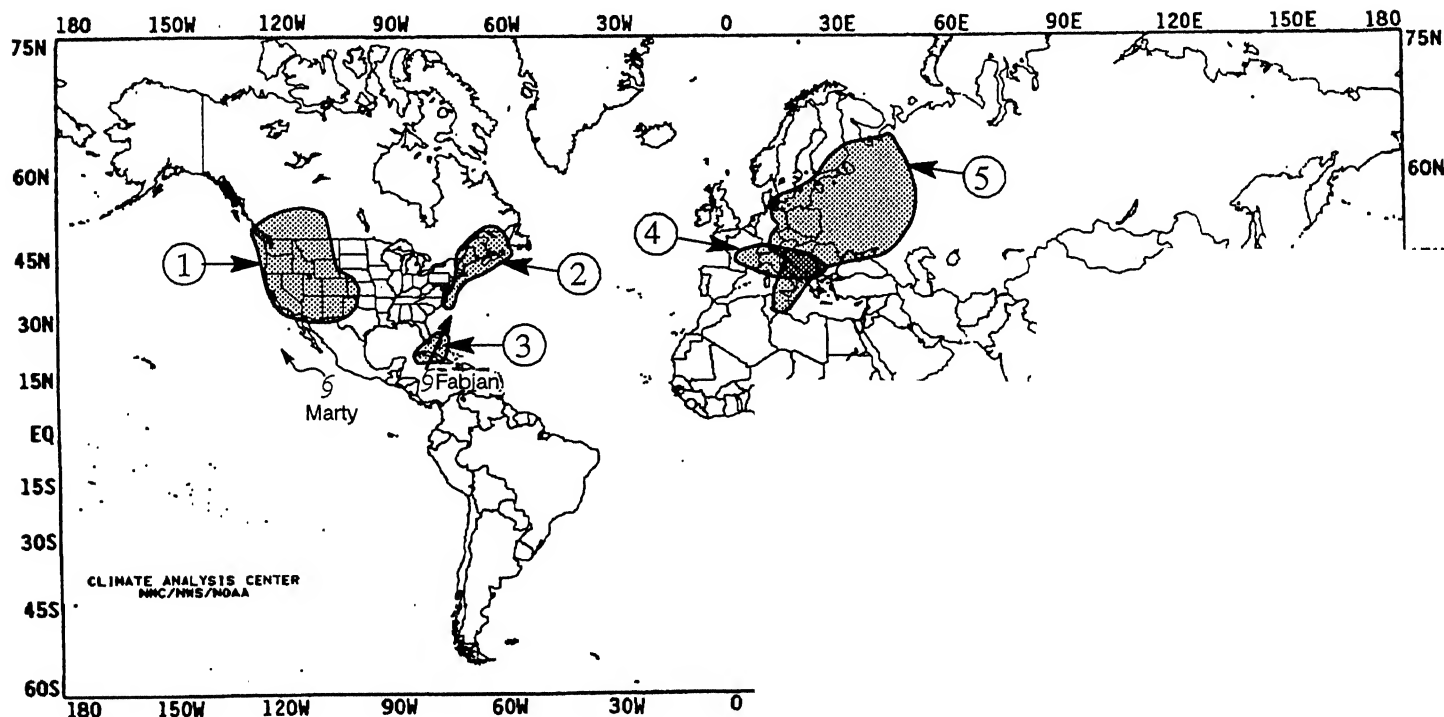 180 150W 120W 90W 60W 30W 0 30E 60E 90E 120E 150E 180
75N 75N
60N 60N
5
4
45N
1
2
30N
3
15N
Fabian
Marty
EQ
15S
30S
CLIMATE ANALYSIS CENTER
NMC/NWS/NOAA
45S
60S
180 150W 120W 90W 60W 30W 0